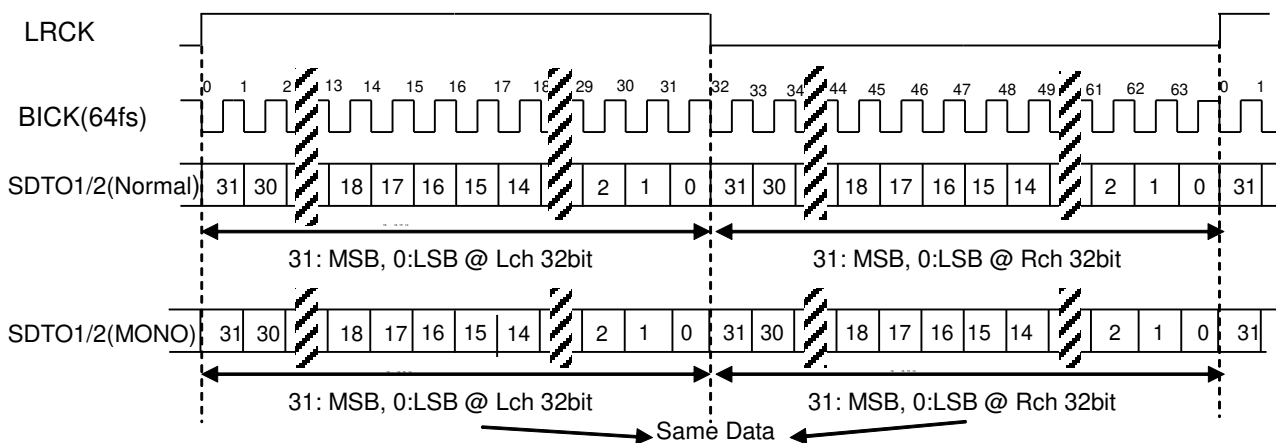 LRCK
0 1 2 13 14 15 16 17 18 29 30 31 32 33 34 44 45 46 47 48 49 61 62 63 0 1
BICK(64fs)
SDTO1/2(Normal) 31 30 18 17 16 15 14 2 1 0 31 30 18 17 16 15 14 2 1 0 31
31: MSB, 0:LSB @ Lch 32bit 31: MSB, 0:LSB @ Rch 32bit
SDTO1/2(MONO) 31 30 18 17 16 15 14 2 1 0 31 30 18 17 16 15 14 2 1 0 31
31: MSB, 0:LSB @ Lch 32bit 31: MSB, 0:LSB @ Rch 32bit
Same Data